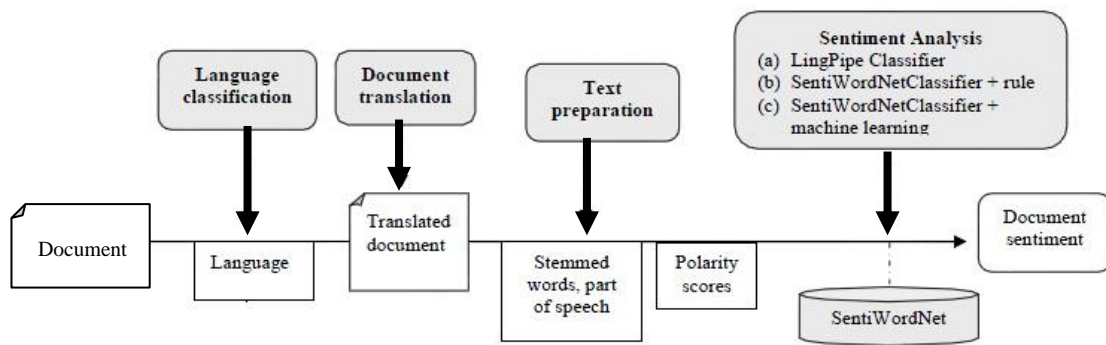 Sentiment Analysis
(a) LingPipe Classifier
(b) SentiWordNetClassifier + rule
(c) SentiWordNetClassifier +
machine learning
Language
classification
Document
translation
Text
preparation
Document
Language
Translated
document
Stemmed
words, part
of speech
Polarity
scores
SentiWordNet
Document
sentiment